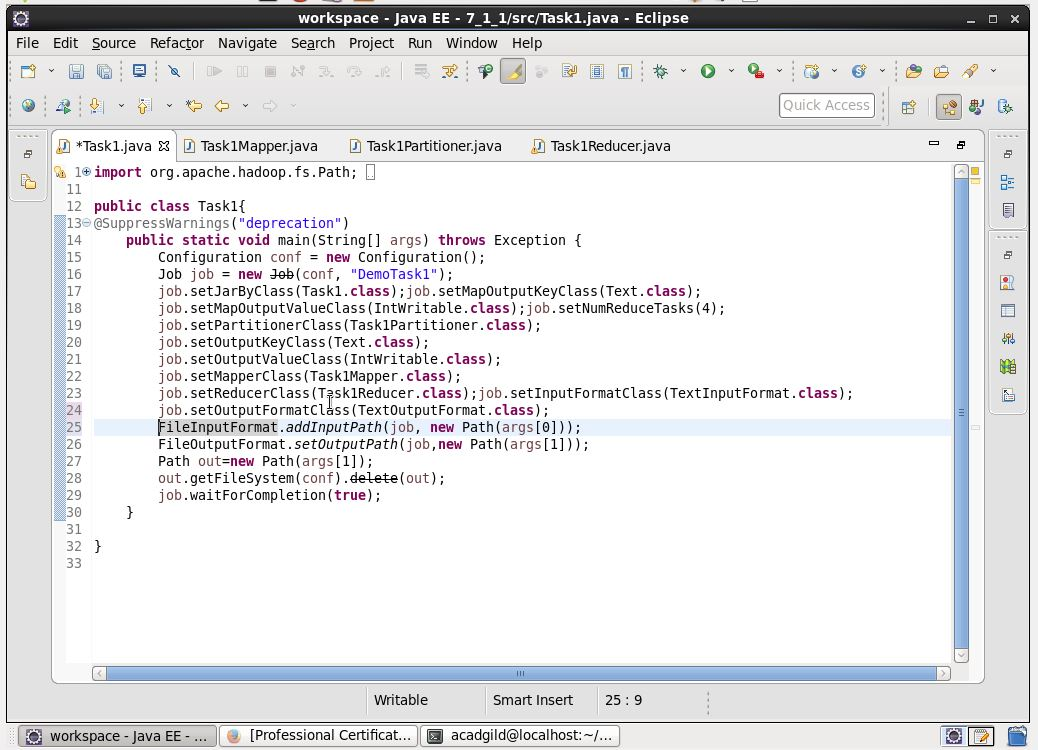 workspace - Java EE - 7_1_1/src/Task1.java - Eclipse
File Edit Source Refactor Navigate Search Project Run Window Help
Quick Access
*Task1.java Task1Mapper.java Task1Partitioner.java Task1Reducer.java
1 import org.apache.hadoop.fs.Path;
11
12 public class Task1{
13 @SuppressWarnings("deprecation")
14 public static void main(String[] args) throws Exception {
15 Configuration conf = new Configuration();
16 Job job = new Job(conf, "DemoTask1");
17 job.setJarByClass(Task1.class);job.setMapOutputKeyClass(Text.class);
18 job.setMapOutputValueClass(IntWritable.class);job.setNumReduceTasks(4);
19 job.setPartitionerClass(Task1Partitioner.class);
20 job.setOutputKeyClass(Text.class);
21 job.setOutputValueClass(IntWritable.class);
22 job.setMapperClass(Task1Mapper.class);
23 job.setReducerClass(Task1Reducer.class);job.setInputFormatClass(TextInputFormat.class);
24 job.setOutputFormatClass(TextOutputFormat.class);
25 FileInputFormat.addInputPath(job, new Path(args[0]));
26 FileOutputFormat.setOutputPath(job,new Path(args[1]));
27 Path out=new Path(args[1]);
28 out.getFileSystem(conf).delete(out);
29 job.waitForCompletion(true);
30 }
31
32 }
33
Writable Smart Insert 25 : 9
workspace - Java EE - ... [Professional Certificat... acadgild@localhost:~/...